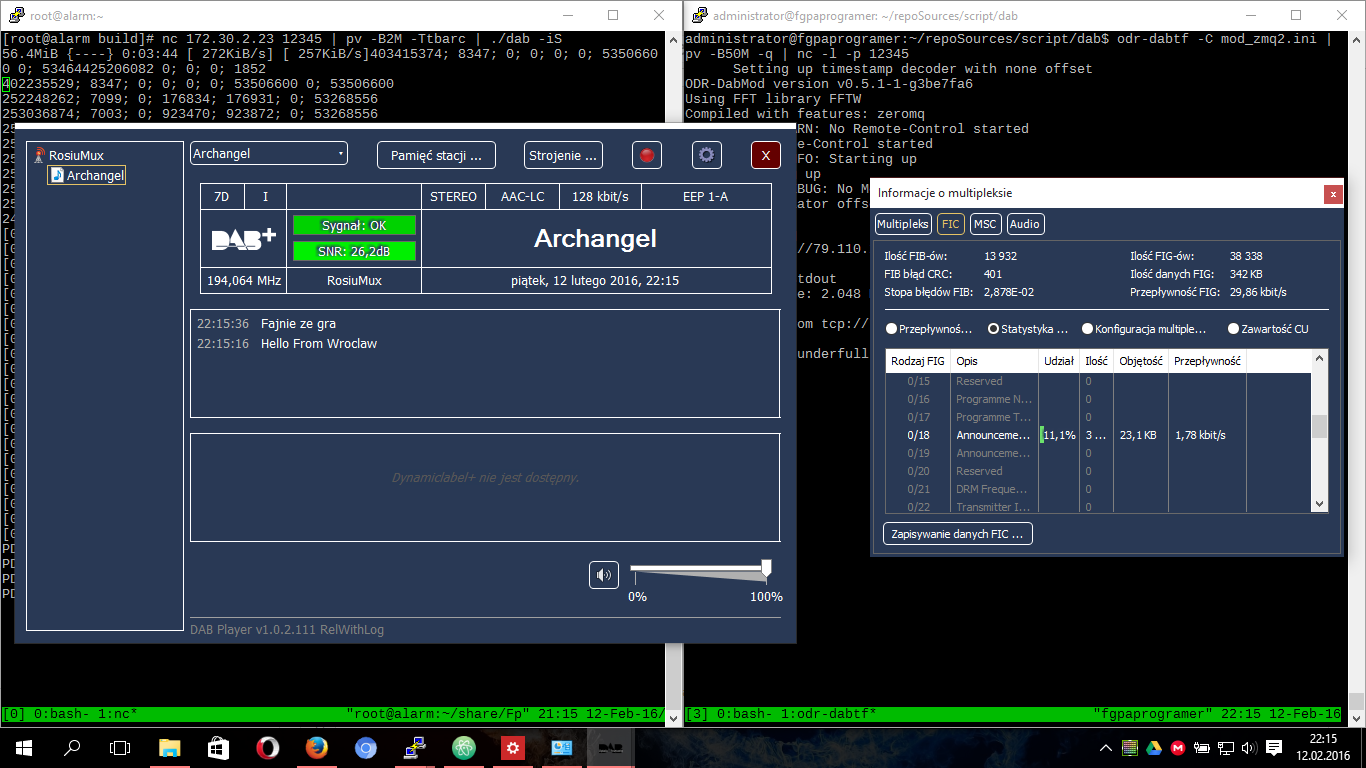 root@alarm:~
[root@alarm build]# nc 172.30.2.23 12345 | pv -B2M -Ttbarc | ./dab -iS
56.4MiB {----} 0:03:44 [ 272KiB/s] [ 257KiB/s]403415374; 8347; 0; 0; 0; 0; 5350660
0 0; 53464425206082 0; 0; 0; 1852
402235529; 8347; 0; 0; 0; 0; 53506600 0; 53506600
252248262; 7099; 0; 176834; 176931; 0; 53268556
253036874; 7003; 0; 923470; 923872; 0; 53268556
[0] 0:bash- 1:nc*
"root@alarm:~/share/Fp" 21:15 12-Feb-16/
administrator@fgpaprogramer: ~/repoSources/script/dab
administrator@fgpaprogramer:~/repoSources/script/dab$ odr-dabtf -C mod_zmq2.ini |
pv -B50M -q | nc -l -p 12345
Setting up timestamp decoder with none offset
ODR-DabMod version v0.5.1-1-g3be7fa6
Using FFT library FFTW
Compiled with features: zeromq
RN: No Remote-Control started
e-Control started
FO: Starting up
up
BUG: No M
ator offs
//79.110.
tdout
e: 2.048
om tcp://
underfull
[3] 0:bash- 1:odr-dabtf*
"fgpaprogramer" 22:15 12-Feb-16
RosiuMux
Archangel
Archangel
Pamięć stacji ...
Strojenie ...
X
7D
I
STEREO
AAC-LC
128 kbit/s
EEP 1-A
DAB+
Sygnał: OK
SNR: 26,2dB
Archangel
194,064 MHz
RosiuMux
piątek, 12 lutego 2016, 22:15
22:15:36 Fajnie ze gra
22:15:16 Hello From Wroclaw
Dynamiclabel+ nie jest dostępny.
0%
100%
DAB Player v1.0.2.111 RelWithLog
Informacje o multipleksie
x
Multipleks
FIC
MSC
Audio
Ilość FIB-ów: 13 932
Ilość FIG-ów: 38 338
FIB błąd CRC: 401
Ilość danych FIG: 342 KB
Stopa błędów FIB: 2,878E-02
Przepływność FIG: 29,86 kbit/s
Przepływnoś...
Statystyka ...
Konfiguracja multiple...
Zawartość CU
Rodzaj FIG Opis Udział Ilość Objętość Przepływność
0/15 Reserved 0
0/16 Programme N... 0
0/17 Programme T... 0
0/18 Announceme... 11,1% 3 ... 23,1 KB 1,78 kbit/s
0/19 Announceme... 0
0/20 Reserved 0
0/21 DRM Freque... 0
0/22 Transmitter I... 0
Zapisywanie danych FIC ...
22:15
12.02.2016